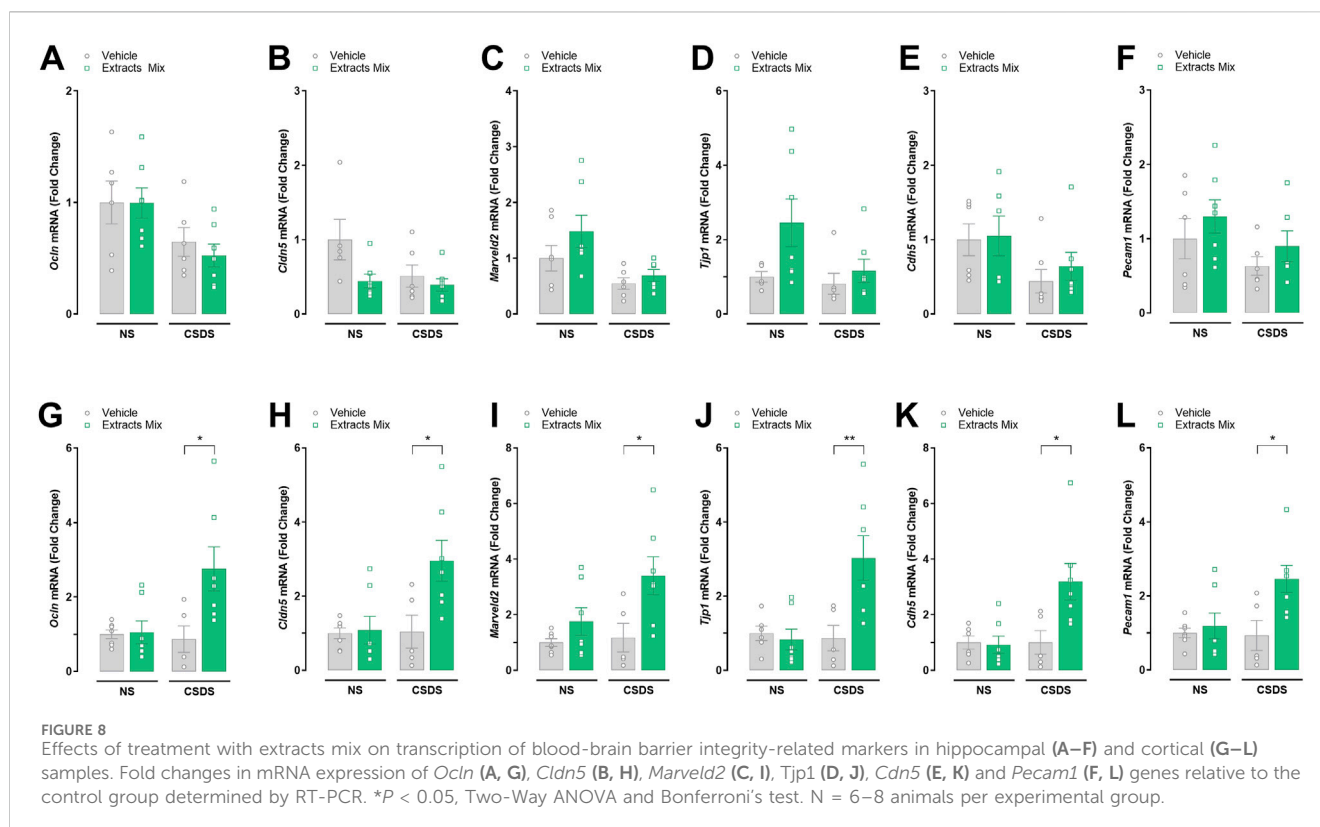 A
Vehicle
Extracts Mix
Ocln mRNA (Fold Change)
2
1
0
NS
CSDS
B
Vehicle
Extracts Mix
Cldn5 mRNA (Fold Change)
3
2
1
0
NS
CSDS
C
Vehicle
Extracts Mix
Marveld2 mRNA (Fold Change)
4
3
2
1
0
NS
CSDS
D
Vehicle
Extracts Mix
Tjp1 mRNA (Fold Change)
6
4
2
0
NS
CSDS
E
Vehicle
Extracts Mix
Cdh5 mRNA (Fold Change)
3
2
1
0
NS
CSDS
F
Vehicle
Extracts Mix
Pecam1 mRNA (Fold Change)
3
2
1
0
NS
CSDS
G
Vehicle
Extracts Mix
Ocln mRNA (Fold Change)
6
4
2
0
*
NS
CSDS
H
Vehicle
Extracts Mix
Cldn5 mRNA (Fold Change)
6
4
2
0
*
NS
CSDS
I
Vehicle
Extracts Mix
Marveld2 mRNA (Fold Change)
8
6
4
2
0
*
NS
CSDS
J
Vehicle
Extracts Mix
Tjp1 mRNA (Fold Change)
6
4
2
0
**
NS
CSDS
K
Vehicle
Extracts Mix
Cdh5 mRNA (Fold Change)
8
6
4
2
0
*
NS
CSDS
L
Vehicle
Extracts Mix
Pecam1 mRNA (Fold Change)
6
4
2
0
*
NS
CSDS
FIGURE 8
Effects of treatment with extracts mix on transcription of blood-brain barrier integrity-related markers in hippocampal (A–F) and cortical (G–L)
samples. Fold changes in mRNA expression of Ocln (A, G), Cldn5 (B, H), Marveld2 (C, I), Tjp1 (D, J), Cdn5 (E, K) and Pecam1 (F, L) genes relative to the
control group determined by RT-PCR. *P < 0.05, Two-Way ANOVA and Bonferroni's test. N = 6–8 animals per experimental group.